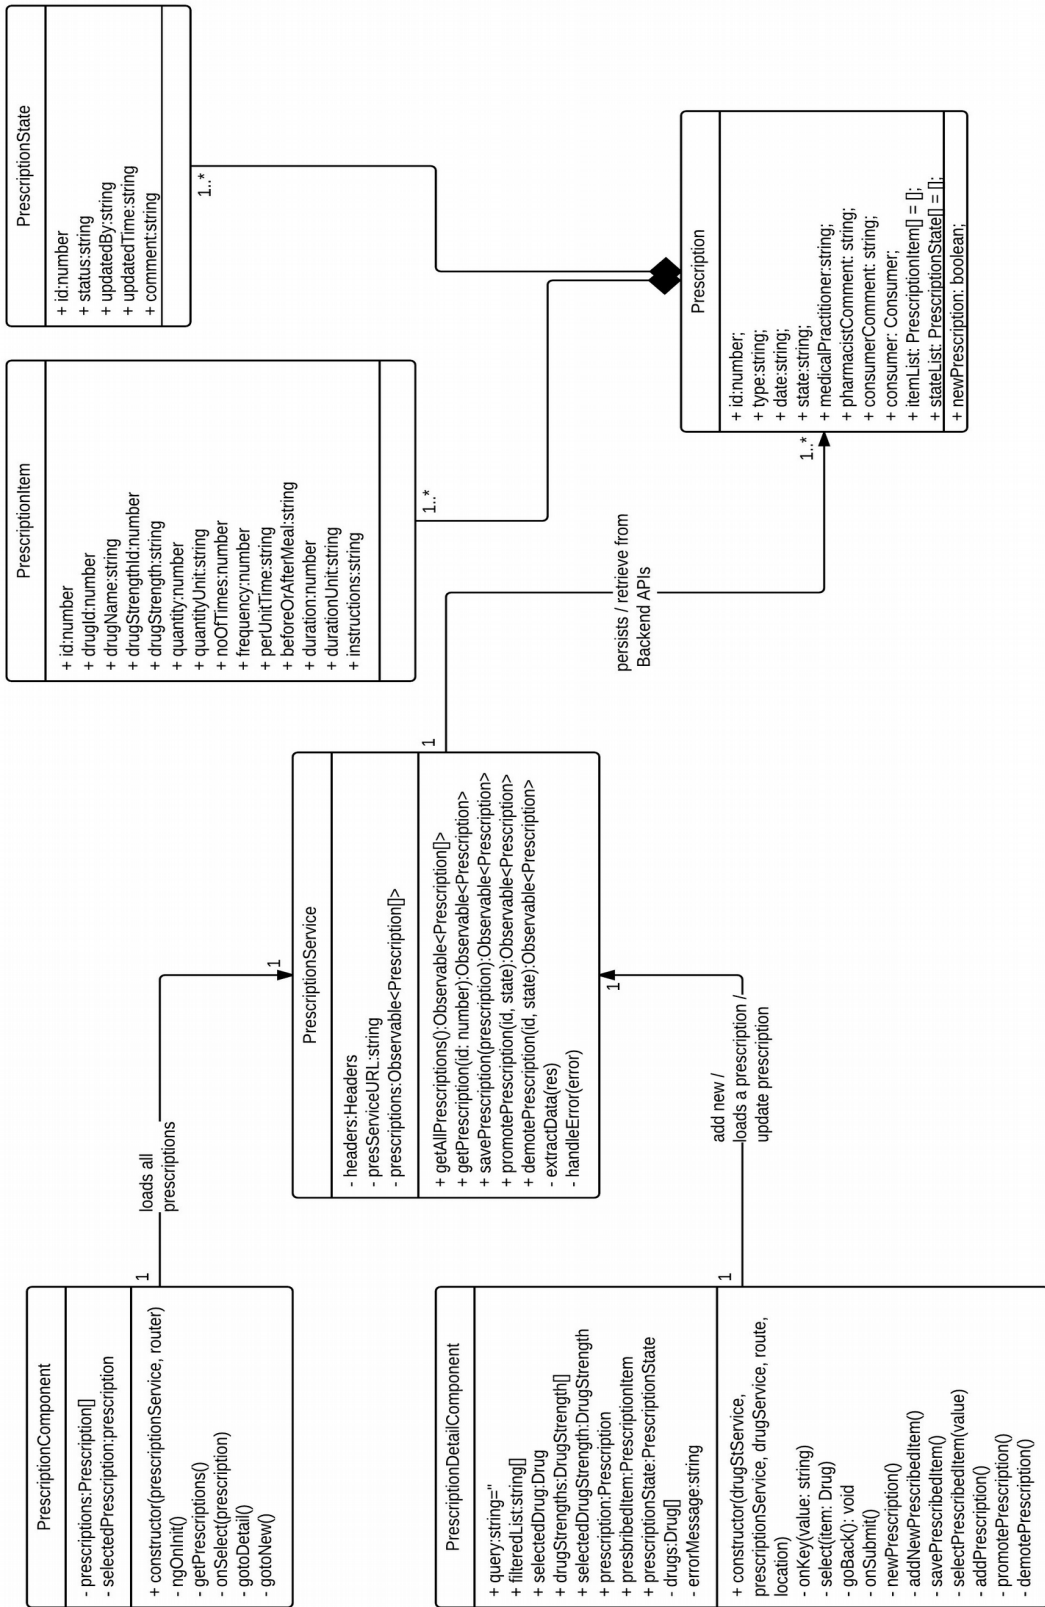 PrescriptionComponent
- prescriptions:Prescription[]
- selectedPrescription:prescription
+ constructor(prescriptionService, router)
- ngOnInit()
- getPrescriptions()
- onSelect(prescription)
- gotoDetail()
- gotoNew()
1
loads all
prescriptions
1
PrescriptionDetailComponent
+ query:string=''
+ filteredList:string[]
+ selectedDrug:Drug
+ drugStrengths:DrugStrength[]
+ selectedDrugStrength:DrugStrength
+ prescription:Prescription
+ presbribedItem:PrescriptionItem
+ prescriptionState:PrescriptionState
- drugs:Drug[]
- errorMessage:string
+ constructor(drugStService,
prescriptionService, drugService, route,
location)
- onKey(value: string)
- select(item: Drug)
- goBack(): void
- onSubmit()
- newPrescription()
- addNewPrescribedItem()
- savePrescribedItem()
- selectPrescribedItem(value)
- addPrescription()
- promotePrescription()
- demotePrescription()
1
add new /
loads a prescription /
update prescription
1
PrescriptionService
- headers:Headers
- presServiceURL:string
- prescriptions:Observable<Prescription[]>
+ getAllPrescriptions():Observable<Prescription[]>
+ getPrescription(id: number):Observable<Prescription>
+ savePrescription(prescription):Observable<Prescription>
+ promotePrescription(id, state):Observable<Prescription>
+ demotePrescription(id, state):Observable<Prescription>
- extractData(res)
- handleError(error)
1
persists / retrieve from
Backend APIs
1..*
PrescriptionItem
+ id:number
+ drugId:number
+ drugName:string
+ drugStrengthId:number
+ drugStrength:string
+ quantity:number
+ quantityUnit:string
+ noOfTimes:number
+ frequency:number
+ perUnitTime:string
+ beforeOrAfterMeal:string
+ duration:number
+ durationUnit:string
+ instructions:string
1..*
PrescriptionState
+ id:number
+ status:string
+ updatedBy:string
+ updatedTime:string
+ comment:string
1..*
Prescription
+ id:number;
+ type:string;
+ date:string;
+ state:string;
+ medicalPractitioner:string;
+ pharmacistComment: string;
+ consumerComment: string;
+ consumer: Consumer;
+ itemList: PrescriptionItem[] = [];
+ stateList: PrescriptionState[] = [];
+ newPrescription: boolean;